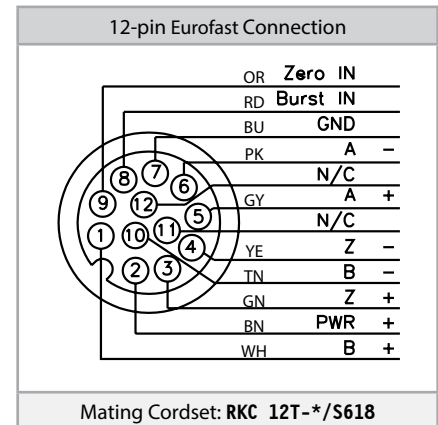 12-pin Eurofast Connection
OR Zero IN
RD Burst IN
BU GND
PK A −
N/C
GY A +
N/C
YE Z −
TN B −
GN Z +
BN PWR +
WH B +
8 7 6
9 12 5
1 10 11 4
2 3
Mating Cordset: RKC 12T-*/S618